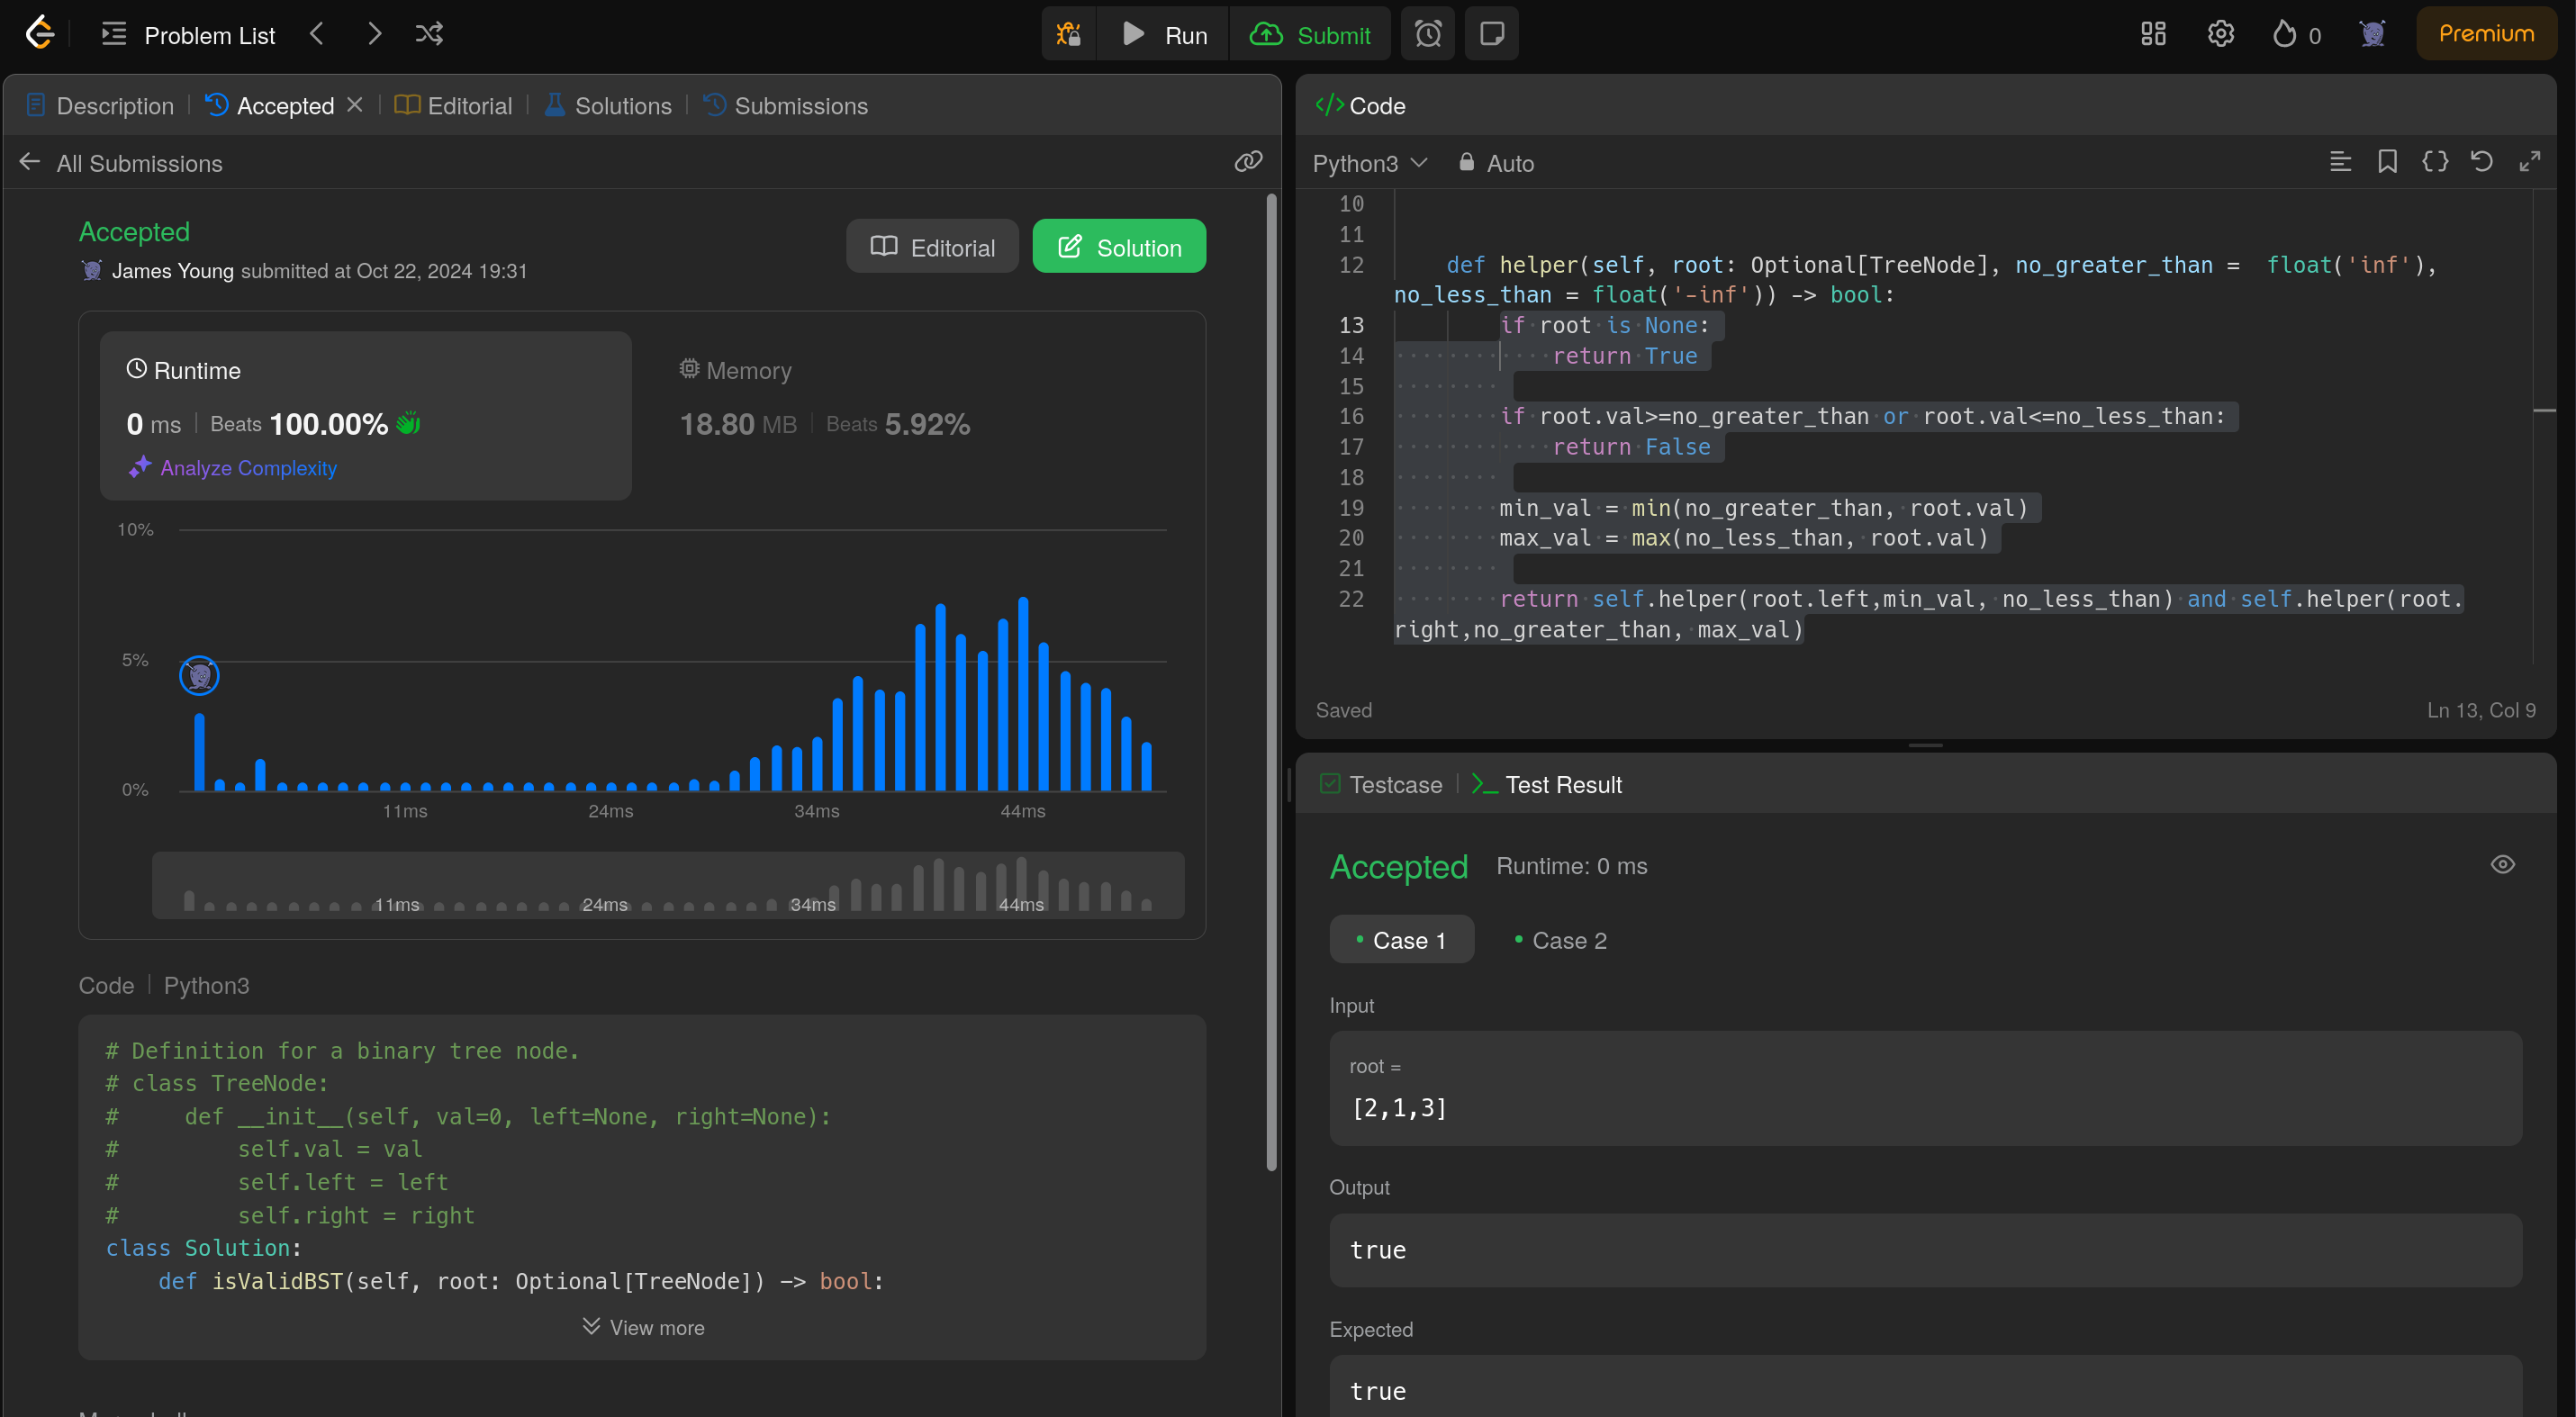 Problem List
Run
Submit
0
Premium
Description
Accepted
Editorial
Solutions
Submissions
All Submissions
Accepted
James Young submitted at Oct 22, 2024 19:31
Editorial
Solution
Runtime
0 ms
Beats 100.00%
Analyze Complexity
Memory
18.80 MB
Beats 5.92%
10%
5%
0%
11ms
24ms
34ms
44ms
11ms
24ms
34ms
44ms
Code
Python3
# Definition for a binary tree node.
# class TreeNode:
#     def __init__(self, val=0, left=None, right=None):
#         self.val = val
#         self.left = left
#         self.right = right
class Solution:
    def isValidBST(self, root: Optional[TreeNode]) -> bool:
View more
Code
Python3
Auto
10
11
12     def helper(self, root: Optional[TreeNode], no_greater_than =  float('inf'),
no_less_than = float('-inf')) -> bool:
13         if root is None:
14             return True
15
16         if root.val>=no_greater_than or root.val<=no_less_than:
17             return False
18
19         min_val = min(no_greater_than, root.val)
20         max_val = max(no_less_than, root.val)
21
22         return self.helper(root.left,min_val, no_less_than) and self.helper(root.
right,no_greater_than, max_val)
Saved
Ln 13, Col 9
Testcase
Test Result
Accepted
Runtime: 0 ms
Case 1
Case 2
Input
root =
[2,1,3]
Output
true
Expected
true